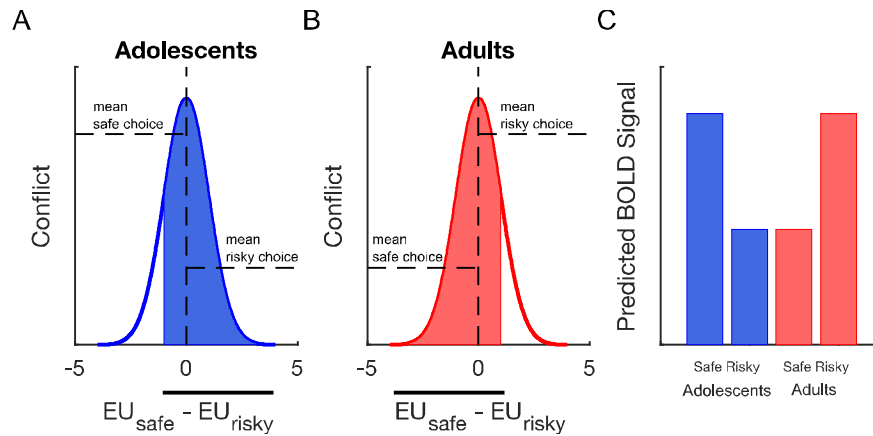 A
Adolescents
Conflict
mean
safe choice
mean
risky choice
-5 0 5
EUsafe - EUrisky
B
Adults
Conflict
mean
risky choice
mean
safe choice
-5 0 5
EUsafe - EUrisky
C
Predicted BOLD Signal
Safe Risky Safe Risky
Adolescents Adults